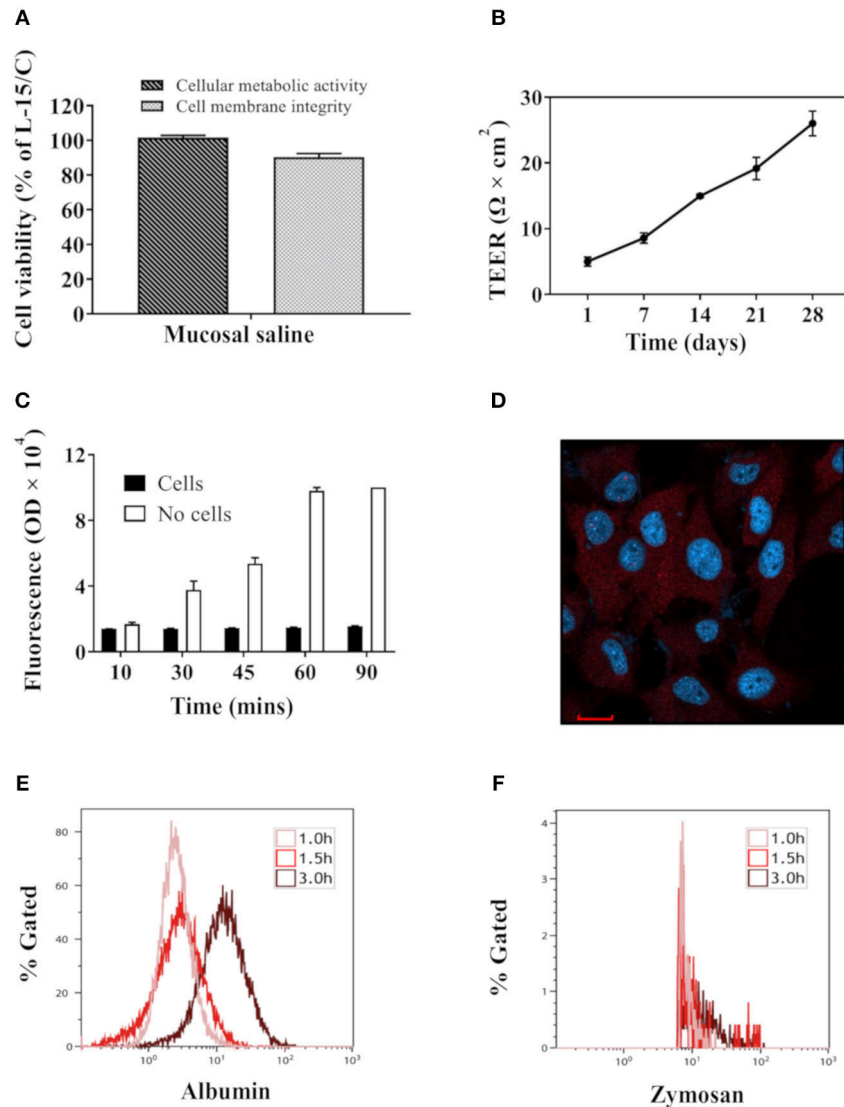 A
Cell viability (% of L-15/C)
Cellular metabolic activity
Cell membrane integrity
120
100
80
60
40
20
0
Mucosal saline
B
TEER (Ω × cm²)
30
20
10
0
1 7 14 21 28
Time (days)
C
Fluorescence (OD × 10⁴)
12
8
4
0
Cells
No cells
10 30 45 60 90
Time (mins)
D
E
% Gated
80
60
40
20
0
1.0h
1.5h
3.0h
10⁰ 10¹ 10² 10³
Albumin
F
% Gated
4
3
2
1
0
1.0h
1.5h
3.0h
10⁰ 10¹ 10² 10³
Zymosan